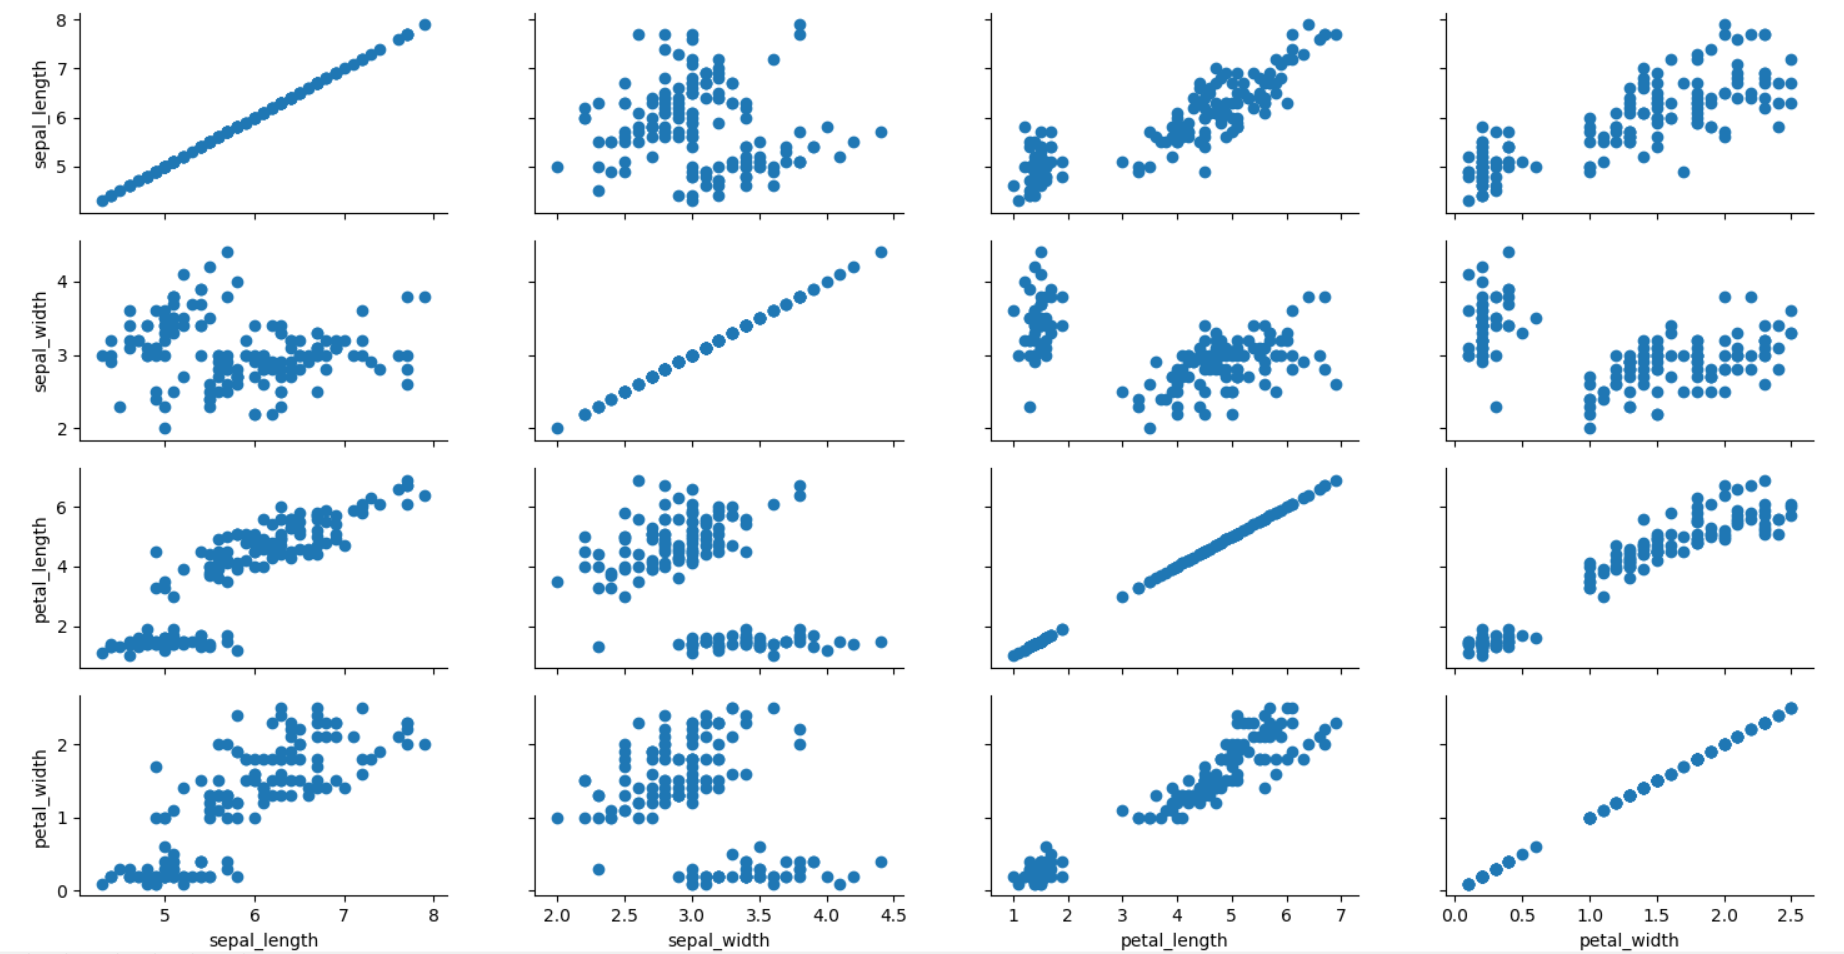 8
7
6
5
sepal_length
4
3
2
sepal_width
6
4
2
petal_length
2
1
0
petal_width
5 6 7 8
sepal_length
2.0 2.5 3.0 3.5 4.0 4.5
sepal_width
1 2 3 4 5 6 7
petal_length
0.0 0.5 1.0 1.5 2.0 2.5
petal_width